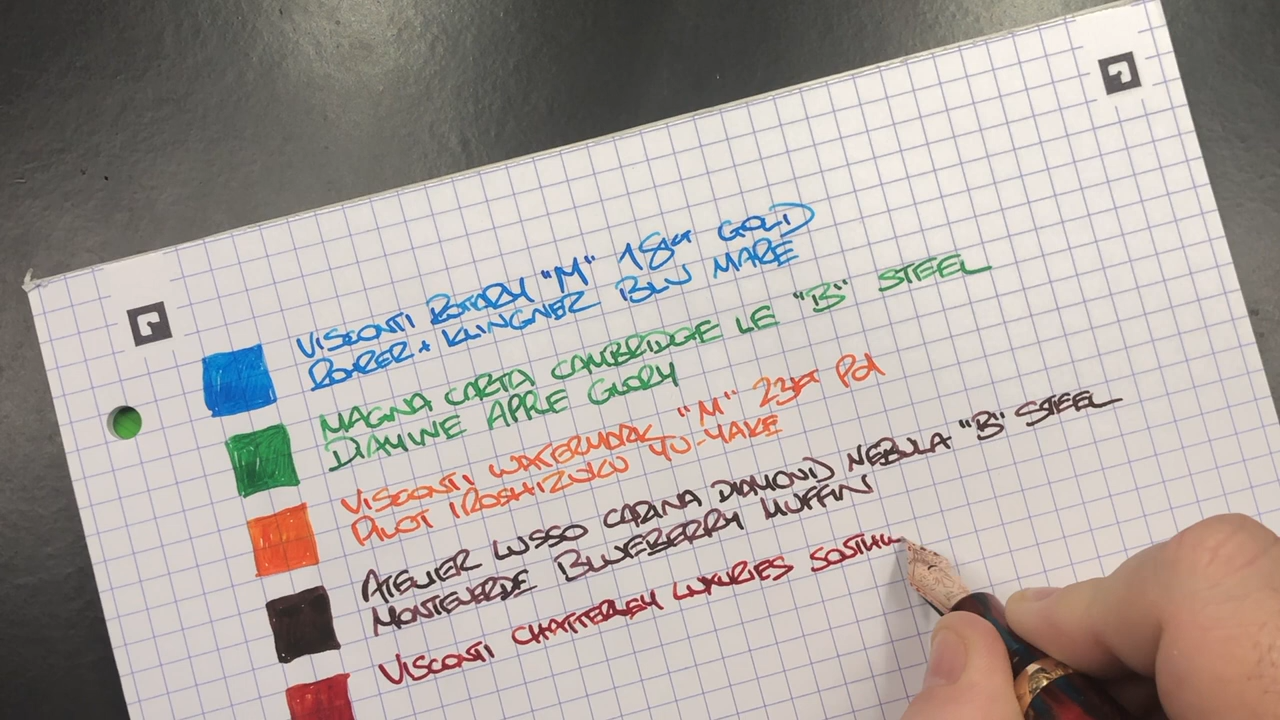 VISCONTI ROTARY "M" 18KT GOLD
ROHRER + KLINGNER BLU MARE
MAGNA CARTA CAMBRIDGE LE "B" STEEL
DIAMINE APPLE GLORY
VISCONTI WATERMARK "M" 23KT Pd
PILOT IROSHIZUKU YU-YAKE
ATELIER LUSSO CARINA DIAMOND NEBULA "B" STEEL
MONTEVERDE BLUEBERRY MUFFIN
VISCONTI CHATTERLEY LUXURIES